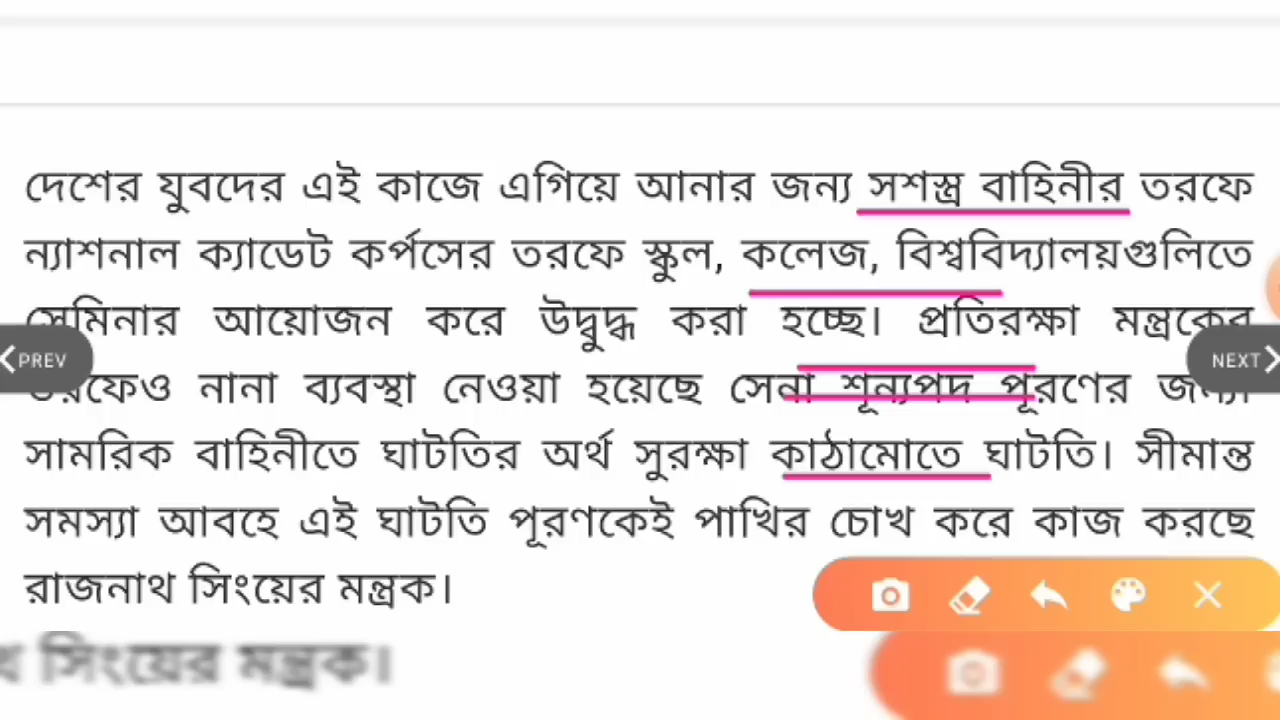 দেশের যুবদের এই কাজে এগিয়ে আনার জন্য সশস্ত্র বাহিনীর তরফে
ন্যাশনাল ক্যাডেট কর্পসের তরফে স্কুল, কলেজ, বিশ্ববিদ্যালয়গুলিতে
সেমিনার আয়োজন করে উদ্বুদ্ধ করা হচ্ছে। প্রতিরক্ষা মন্ত্রকের
PREV
NEXT
তরফেও নানা ব্যবস্থা নেওয়া হয়েছে সেনা শূন্যপদ পূরণের জন্য।
সামরিক বাহিনীতে ঘাটতির অর্থ সুরক্ষা কাঠামোতে ঘাটতি। সীমান্ত
সমস্যা আবহে এই ঘাটতি পূরণকেই পাখির চোখ করে কাজ করছে
রাজনাথ সিংয়ের মন্ত্রক।
সিংয়ের মন্ত্রক।